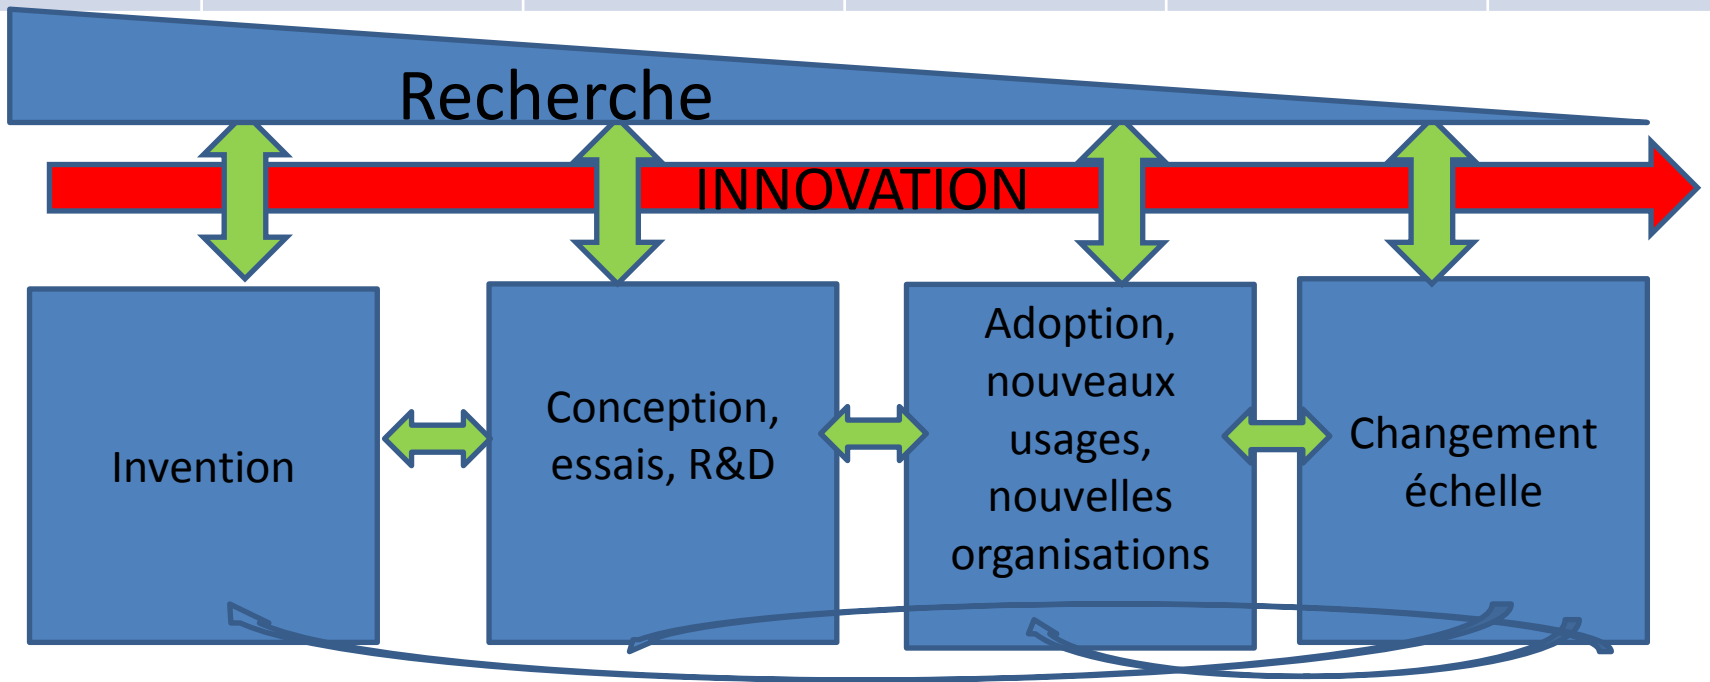 Recherche
INNOVATION
Invention
Conception,
essais, R&D
Adoption,
nouveaux
usages,
nouvelles
organisations
Changement
échelle